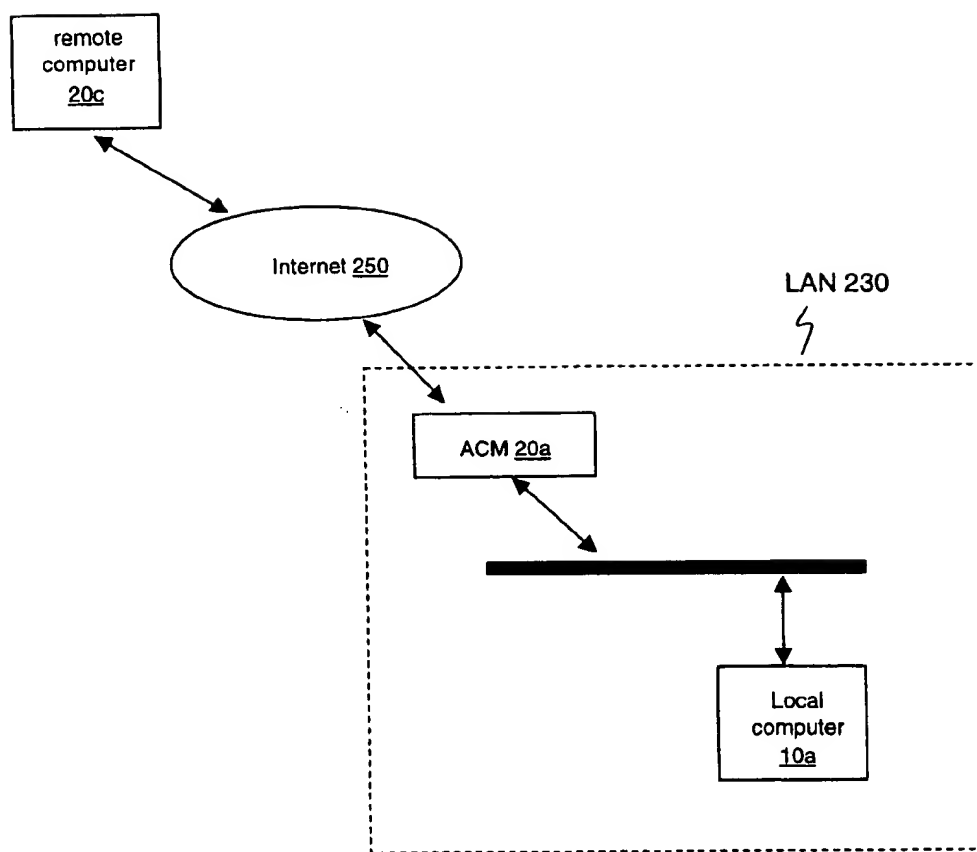 remote
computer
20c
Internet 250
LAN 230
ACM 20a
Local
computer
10a